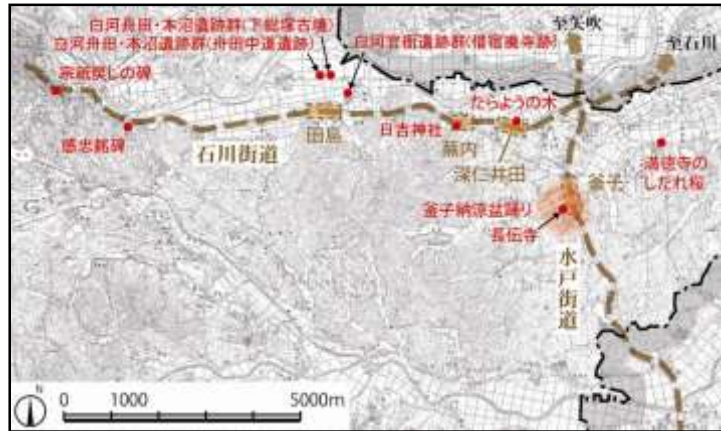 白河舟田・本沼遺跡群(下総塚古墳)
白河舟田・本沼遺跡群(舟田中道遺跡)
白河官衙遺跡群(借宿廃寺跡)
至矢吹
至石川
宗祇戻しの碑
感忠銘碑
石川街道
田島
日吉神社
たらようの木
蕪内
深仁井田
釜子
満徳寺の
しだれ桜
釜子納涼盆踊り
長伝寺
水戸街道
N
0 1000 5000m